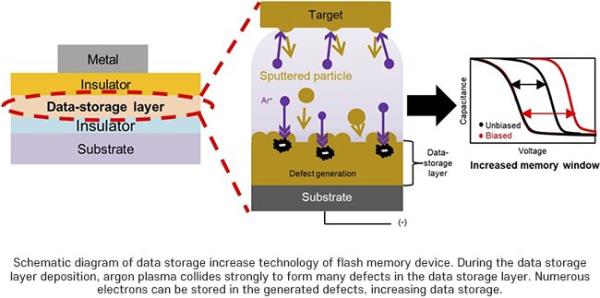 Target
Metal
Insulator
Data-storage layer
Insulator
Substrate
Sputtered particle
Ar⁺
Defect generation
Data-
storage
layer
Substrate
(-)
Capacitance
Unbiased
Biased
Voltage
Increased memory window
Schematic diagram of data storage increase technology of flash memory device. During the data storage
layer deposition, argon plasma collides strongly to form many defects in the data storage layer. Numerous
electrons can be stored in the generated defects, increasing data storage.